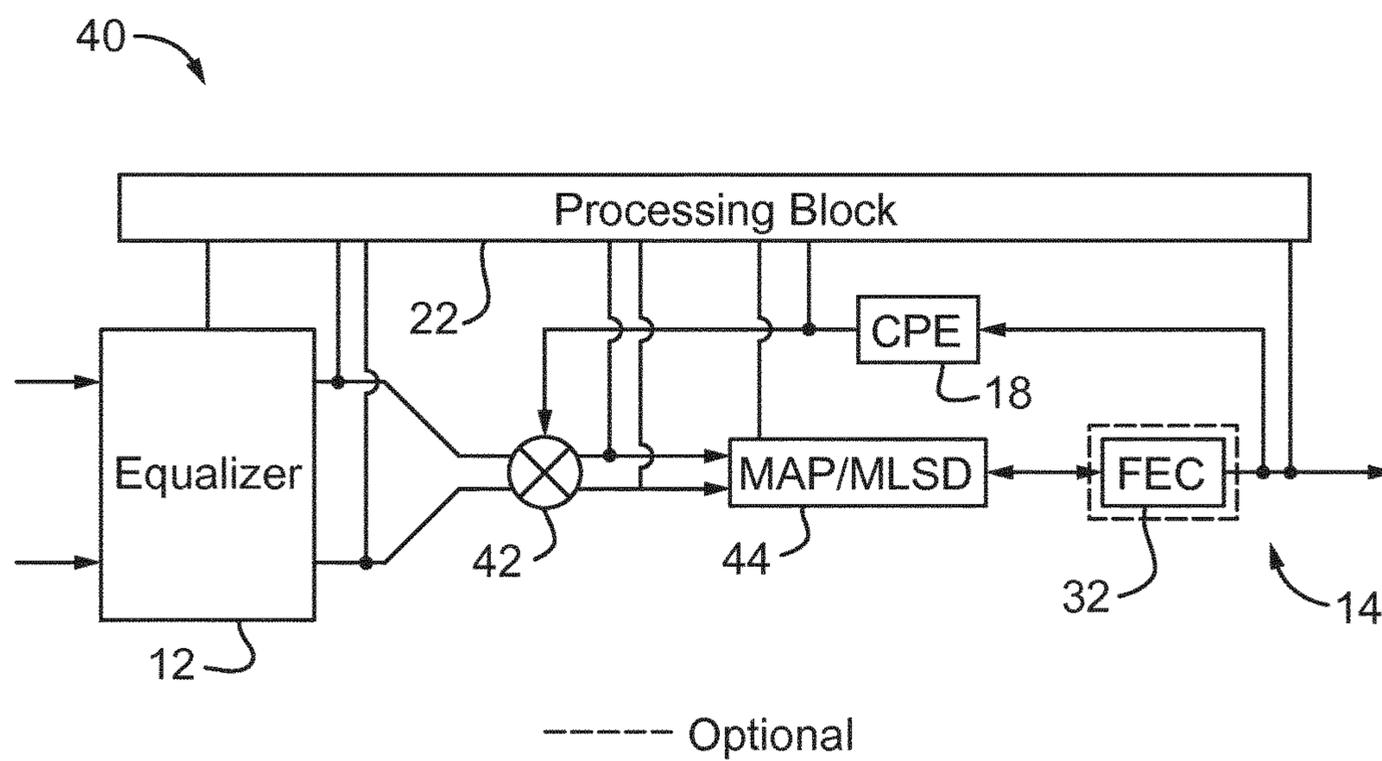 40
Processing Block
22
CPE
18
Equalizer
MAP/MLSD
FEC
42
44
32
14
12
Optional